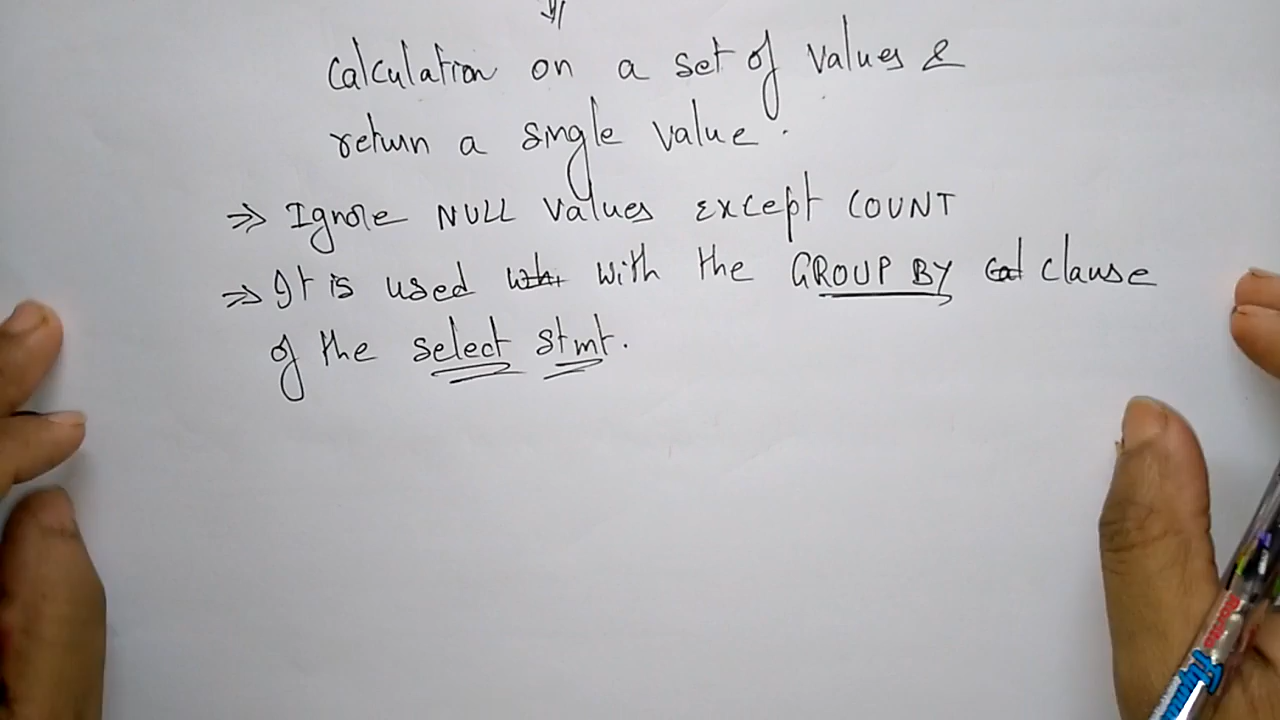 Calculation on a set of values &
return a single value.
⇒ Ignore NULL values except COUNT
⇒ It is used with the GROUP BY clause
of the select stmt.